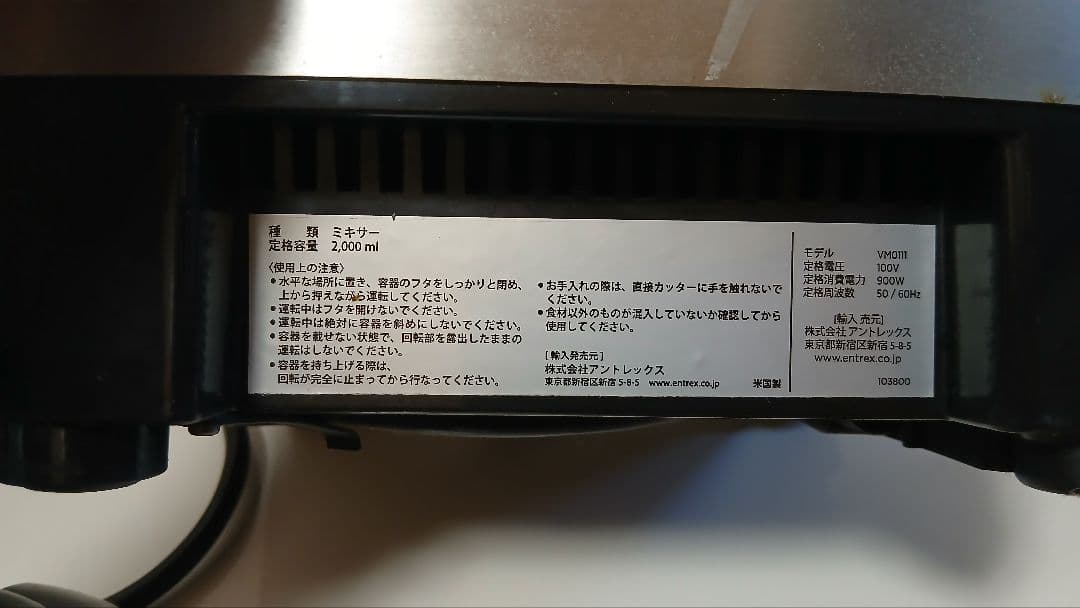 種　類　ミキサー
定格容量　2,000 ml
〈使用上の注意〉
●水平な場所に置き、容器のフタをしっかりと閉め、
上から押えながら運転してください。
●運転中はフタを開けないでください。
●運転中は絶対に容器を斜めにしないでください。
●容器を載せない状態で、回転部を露出したままの
運転はしないでください。
●容器を持ち上げる際は、
回転が完全に止まってから行なってください。
●お手入れの際は、直接カッターに手を触れないで
ください。
●食材以外のものが混入していないか確認してから
使用してください。
[ 輸入発売元 ]
株式会社 アントレックス
東京都新宿区新宿 5-8-5　www.entrex.co.jp　米国製
モデル　VM0111
定格電圧　100V
定格消費電力　900W
定格周波数　50 / 60Hz
[輸入 売元]
株式会社 アントレックス
東京都新宿区新宿 5-8-5
www.entrex.co.jp
103800